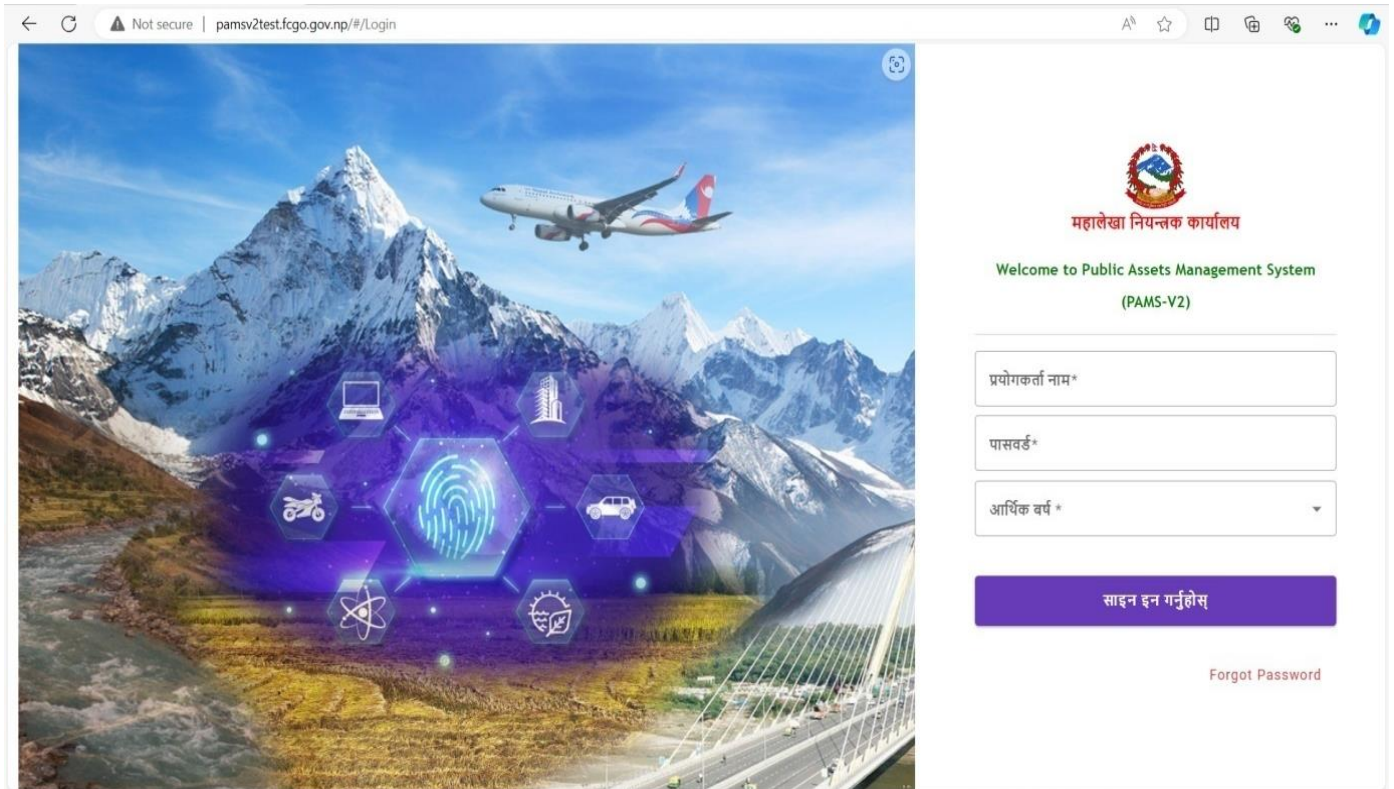 Not secure
pamsv2test.fcgo.gov.np/#/Login
महालेखा नियन्त्रक कार्यालय
Welcome to Public Assets Management System
(PAMS-V2)
प्रयोगकर्ता नाम*
पासवर्ड*
आर्थिक बर्ष *
साइन इन गर्नुहोस्
Forgot Password